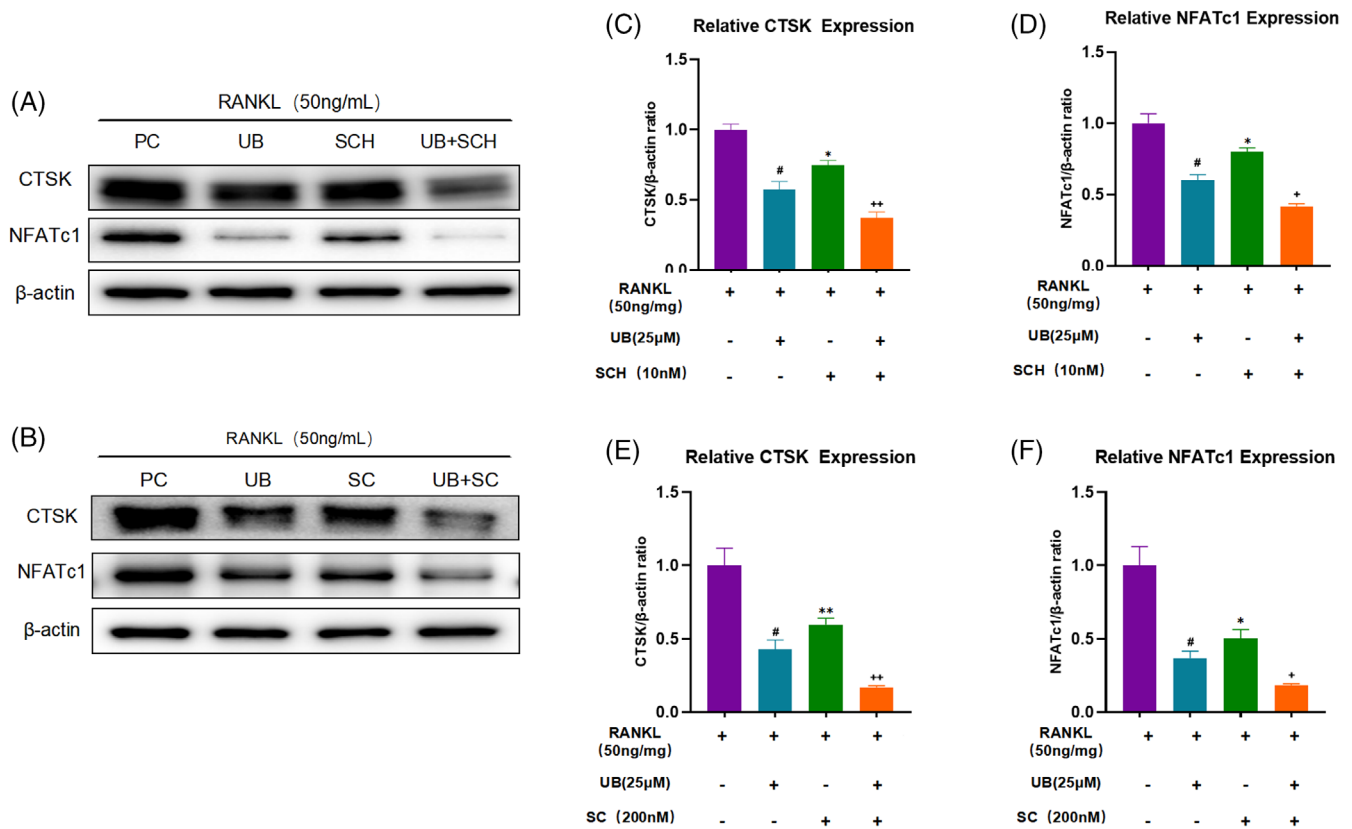 (A)
RANKL（50ng/mL）
PC UB SCH UB+SCH
CTSK
NFATc1
β-actin
(B)
RANKL（50ng/mL）
PC UB SC UB+SC
CTSK
NFATc1
β-actin
(C)
Relative CTSK Expression
CTSK/β-actin ratio
1.5
1.0
0.5
0.0
#
*
++
RANKL + + + +
(50ng/mg)
UB(25μM) - + - +
SCH（10nM) - - + +
(D)
Relative NFATc1 Expression
NFATc1/β-actin ratio
1.5
1.0
0.5
0.0
#
*
+
RANKL + + + +
(50ng/mg)
UB(25μM) - + - +
SCH（10nM) - - + +
(E)
Relative CTSK Expression
CTSK/β-actin ratio
1.5
1.0
0.5
0.0
#
**
++
RANKL + + + +
(50ng/mg)
UB(25μM) - + - +
SC (200nM) - - + +
(F)
Relative NFATc1 Expression
NFATc1/β-actin ratio
1.5
1.0
0.5
0.0
#
*
+
RANKL + + + +
(50ng/mg)
UB(25μM) - + - +
SC (200nM) - - + +